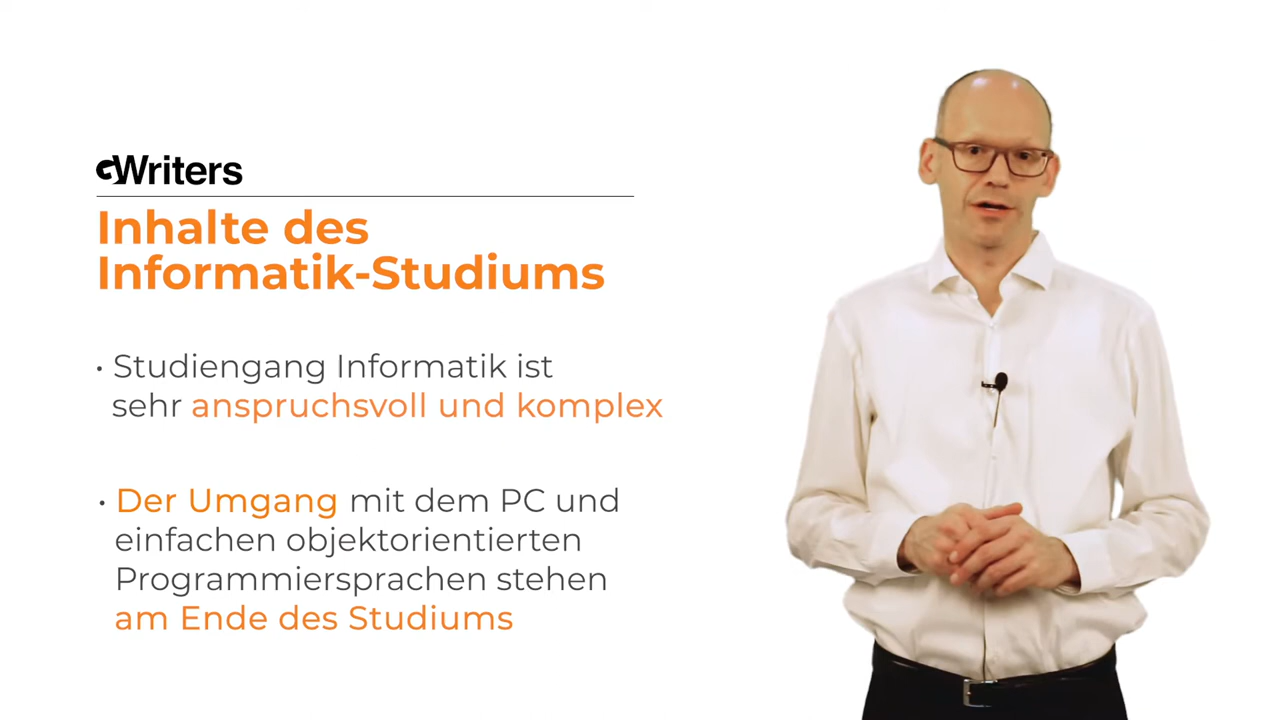 GWriters
Inhalte des
Informatik-Studiums
• Studiengang Informatik ist
sehr anspruchsvoll und komplex
• Der Umgang mit dem PC und
einfachen objektorientierten
Programmiersprachen stehen
am Ende des Studiums